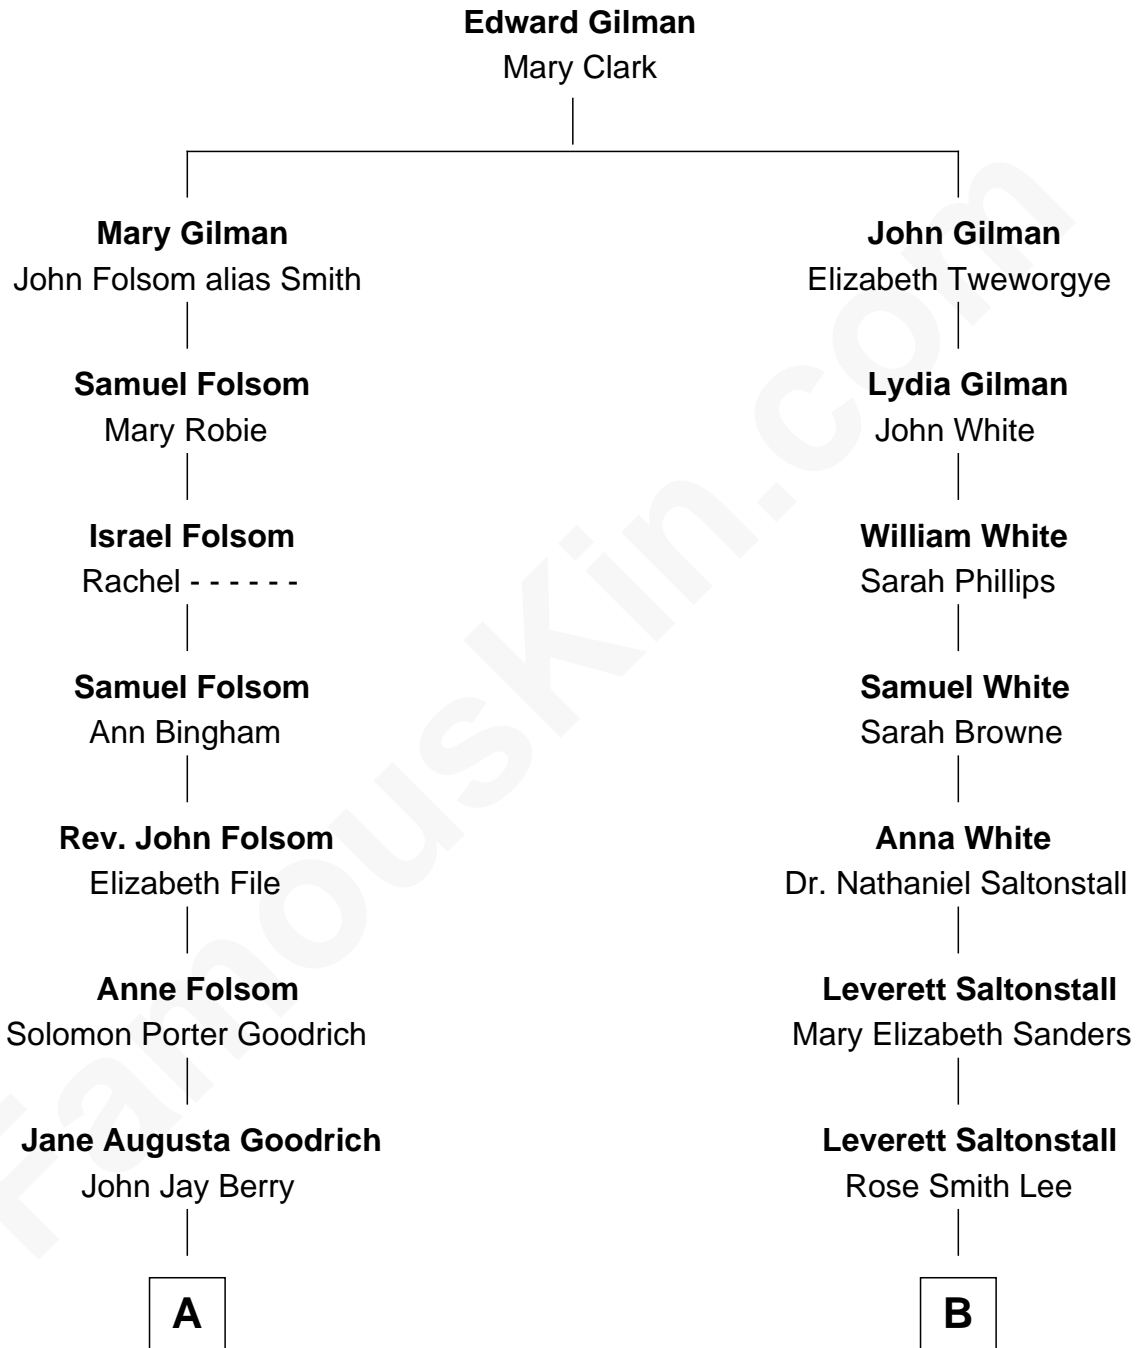 Edward Gilman
Mary Clark
Mary Gilman
John Folsom alias Smith
John Gilman
Elizabeth Tweworgye
Samuel Folsom
Mary Robie
Lydia Gilman
John White
Israel Folsom
Rachel - - - - - -
William White
Sarah Phillips
Samuel Folsom
Ann Bingham
Samuel White
Sarah Browne
Rev. John Folsom
Elizabeth File
Anna White
Dr. Nathaniel Saltonstall
Anne Folsom
Solomon Porter Goodrich
Leverett Saltonstall
Mary Elizabeth Sanders
Jane Augusta Goodrich
John Jay Berry
Leverett Saltonstall
Rose Smith Lee
A
B
FamousKin.com